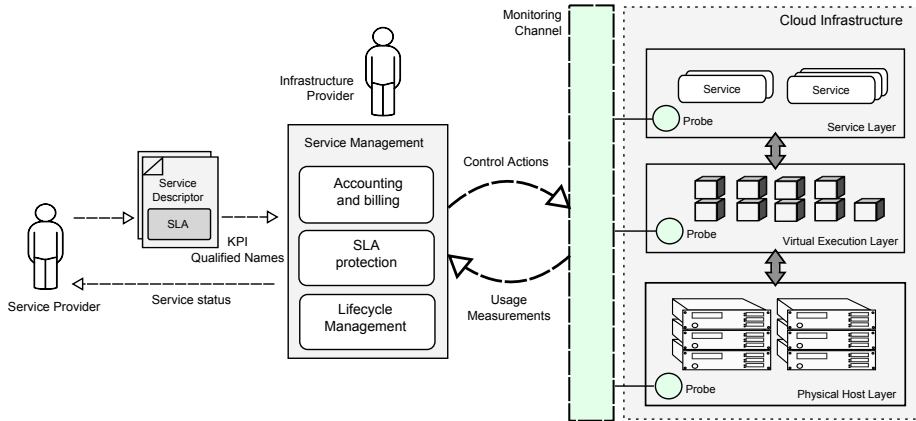 Monitoring
Channel
Cloud Infrastructure
Infrastructure
Provider
Service
Service
Probe
Service Layer
Service Management
Control Actions
Accounting
and billing
Service
Descriptor
SLA
KPI
Qualified Names
SLA
protection
Probe
Virtual Execution Layer
Service Provider
Service status
Usage
Measurements
Lifecycle
Management
Probe
Physical Host Layer